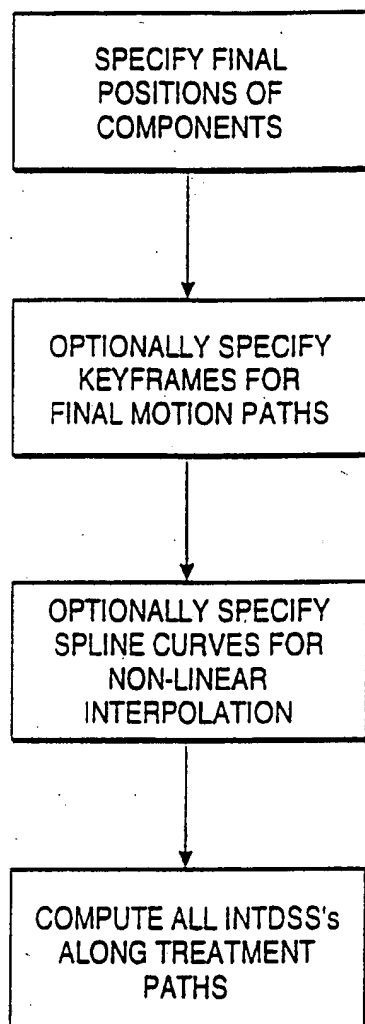 SPECIFY FINAL
POSITIONS OF
COMPONENTS
OPTIONALLY SPECIFY
KEYFRAMES FOR
FINAL MOTION PATHS
OPTIONALLY SPECIFY
SPLINE CURVES FOR
NON-LINEAR
INTERPOLATION
COMPUTE ALL INTDSS's
ALONG TREATMENT
PATHS